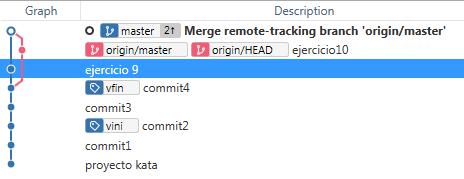 Graph Description
master 2↑ Merge remote-tracking branch 'origin/master'
origin/master origin/HEAD ejercicio10
ejercicio 9
vfin commit4
commit3
vini commit2
commit1
proyecto kata